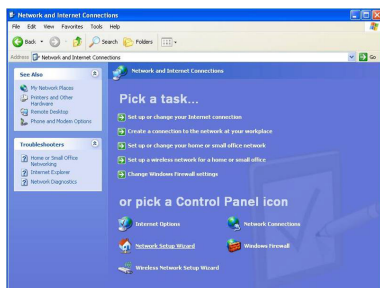 Network and Internet Connections
File Edit View Favorites Tools Help
Back Search Folders
Address Network and Internet Connections Go
See Also
My Network Places
Printers and Other Hardware
Remote Desktop
Phone and Modem Options
Troubleshooters
Home or Small Office Networking
Internet Explorer
Network Diagnostics
Network and Internet Connections
Pick a task...
Set up or change your Internet connection
Create a connection to the network at your workplace
Set up or change your home or small office network
Set up a wireless network for a home or small office
Change Windows Firewall settings
or pick a Control Panel icon
Internet Options
Network Connections
Network Setup Wizard
Windows Firewall
Wireless Network Setup Wizard